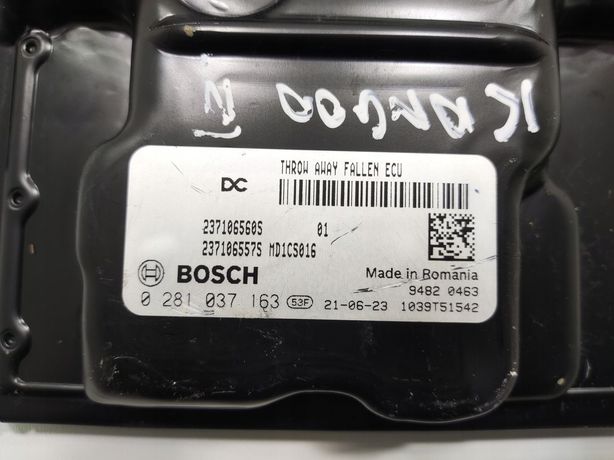 KANGOO III
THROW AWAY FALLEN ECU
DC
237106560S 01
237106557S MD1CS016
BOSCH
Made in Romania
9482 0463
0 281 037 163 53F 21-06-23 1039T51542